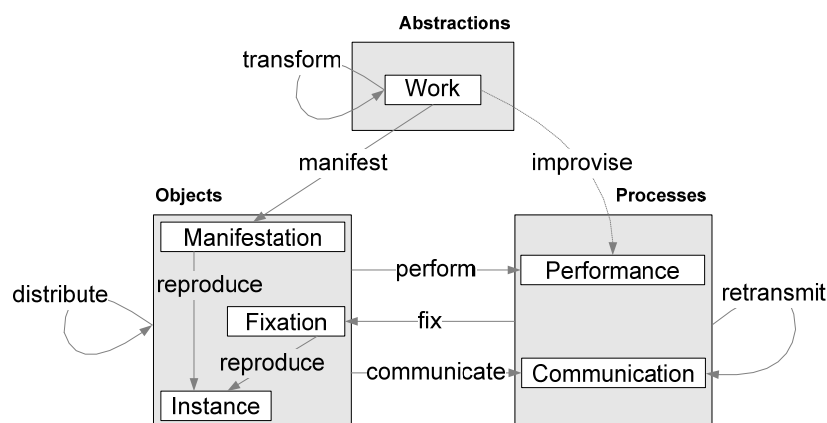 Abstractions
transform
Work
manifest
improvise
Objects
Processes
Manifestation
perform
Performance
reproduce
distribute
retransmit
Fixation
fix
reproduce
communicate
Communication
Instance